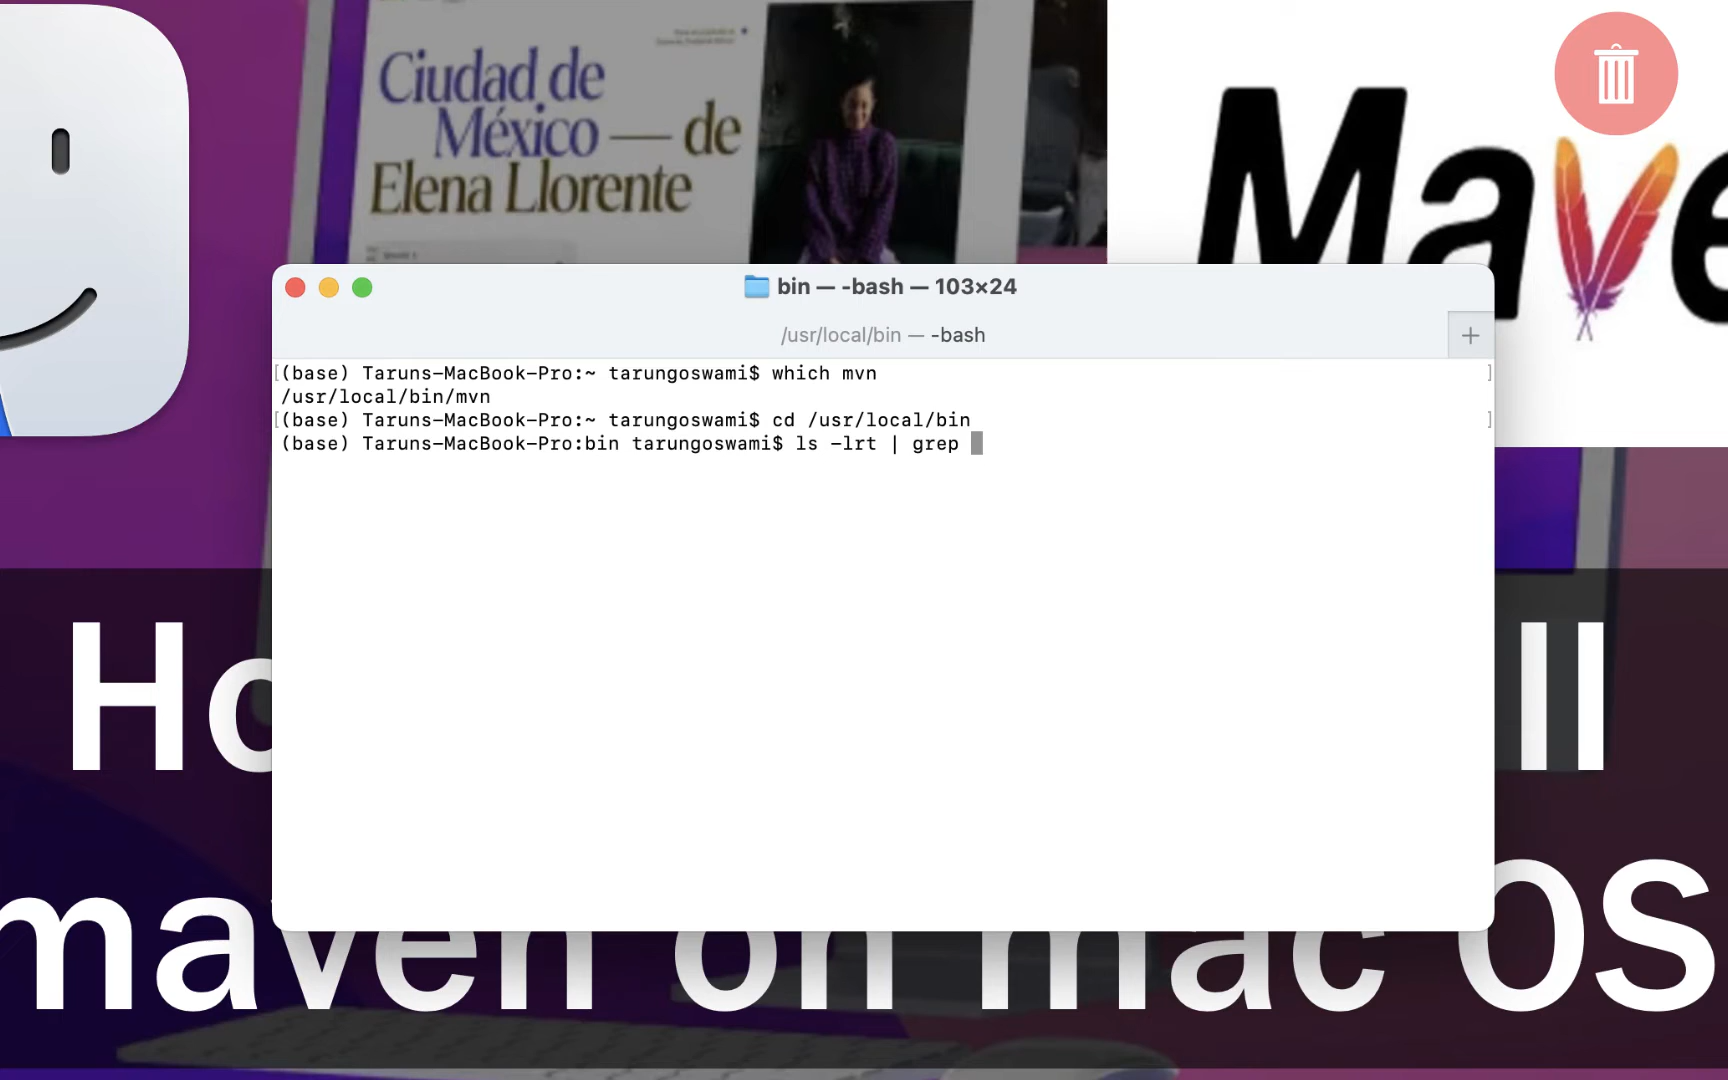 Ciudad de
México — de
Elena Llorente
Mave
bin — -bash — 103×24
/usr/local/bin — -bash
(base) Taruns-MacBook-Pro:~ tarungoswami$ which mvn
/usr/local/bin/mvn
(base) Taruns-MacBook-Pro:~ tarungoswami$ cd /usr/local/bin
(base) Taruns-MacBook-Pro:bin tarungoswami$ ls -lrt | grep
Ho ll
maven on mac OS